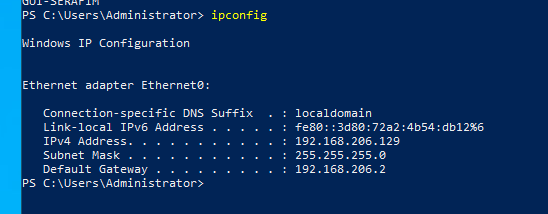 GUI-SERAFIM
PS C:\Users\Administrator> ipconfig
Windows IP Configuration
Ethernet adapter Ethernet0:
Connection-specific DNS Suffix . : localdomain
Link-local IPv6 Address . . . . . : fe80::3d80:72a2:4b54:db12%6
IPv4 Address. . . . . . . . . . . : 192.168.206.129
Subnet Mask . . . . . . . . . . . : 255.255.255.0
Default Gateway . . . . . . . . . : 192.168.206.2
PS C:\Users\Administrator>